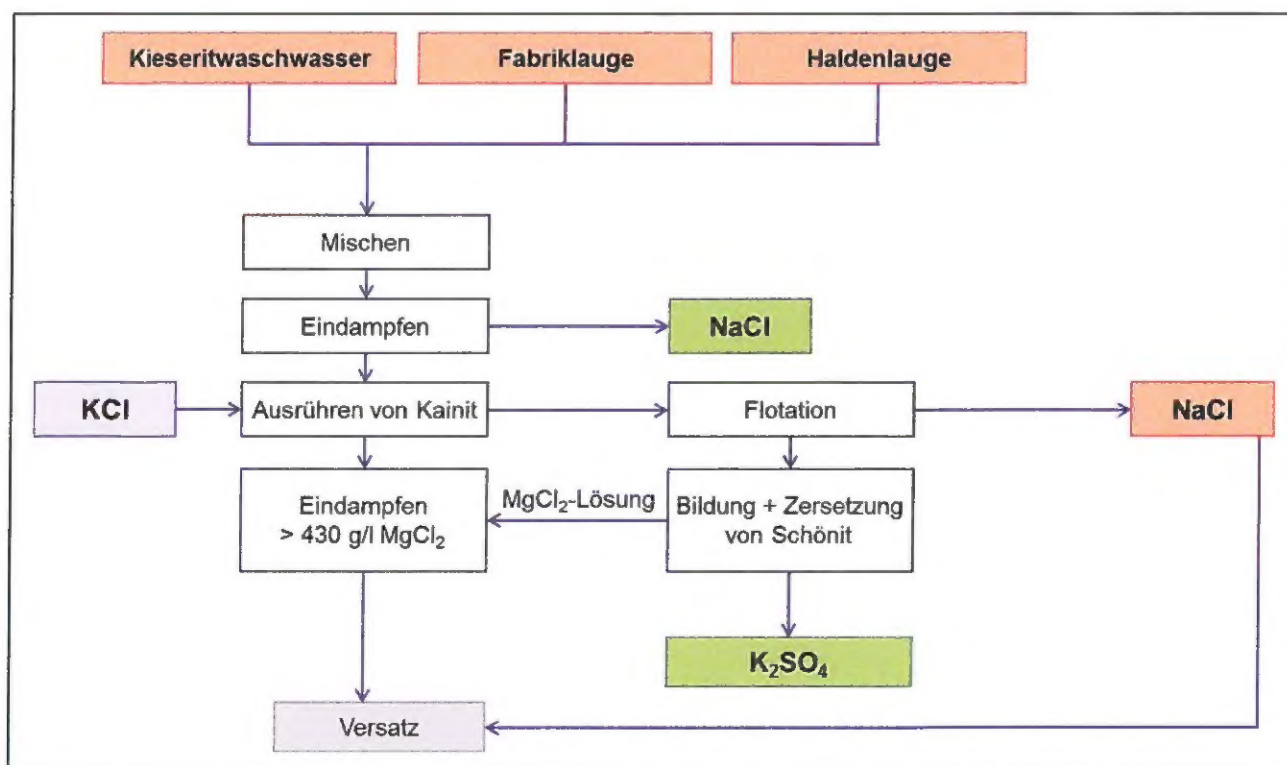 Kieseritwaschwasser
Fabriklauge
Haldenlauge
Mischen
Eindampfen
NaCl
KCl
Ausrühren von Kainit
Flotation
NaCl
Eindampfen
> 430 g/l MgCl₂
MgCl₂-Lösung
Bildung + Zersetzung
von Schönit
K₂SO₄
Versatz